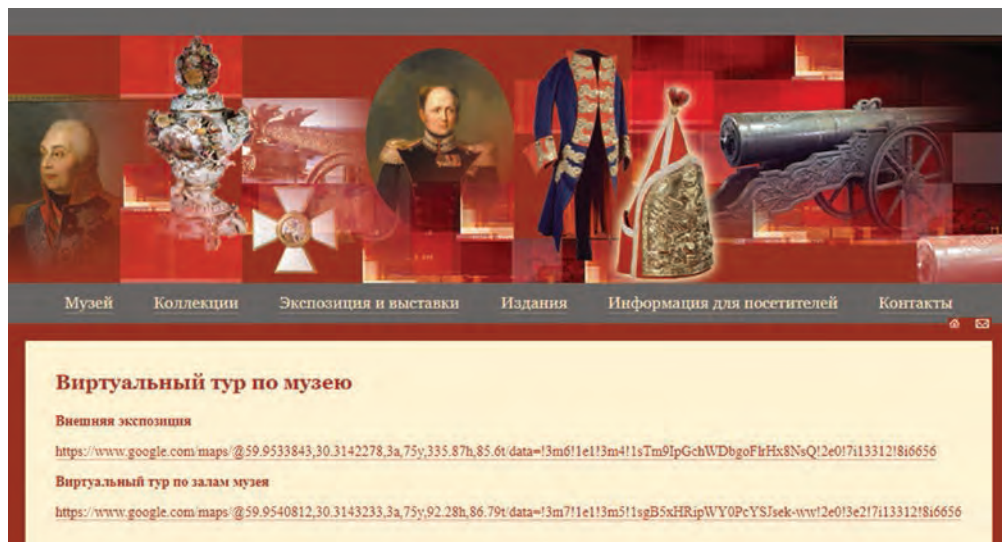 Музей Коллекции Экспозиция и выставки Издания Информация для посетителей Контакты
Виртуальный тур по музею
Внешняя экспозиция
https://www.google.com/maps/@59.9533843,30.3142278,3a,75y,335.87h,85.6t/data=!3m6!1e1!3m4!1sTm9IpGchWDbgoFlrHx8NsQ!2e0!7i13312!8i6656
Виртуальный тур по залам музея
https://www.google.com/maps/@59.9540812,30.3143233,3a,75y,92.28h,86.79t/data=!3m7!1e1!3m5!1sgB5xHRipWY0PcYSJsek-ww!2e0!3e2!7i13312!8i6656